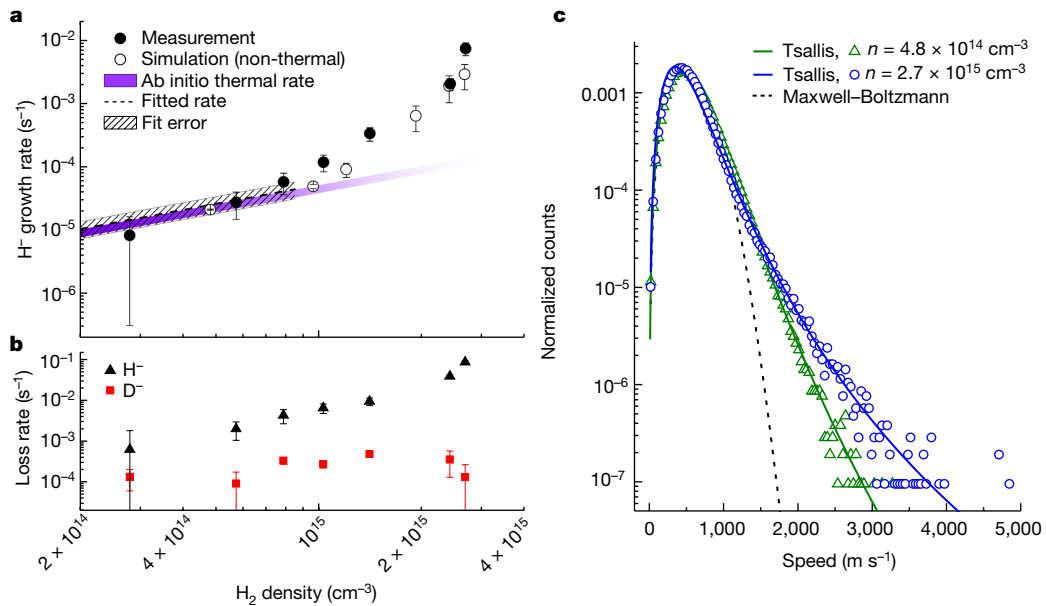 a
10⁻²
10⁻³
10⁻⁴
10⁻⁵
10⁻⁶
H⁻ growth rate (s⁻¹)
Measurement
Simulation (non-thermal)
Ab initio thermal rate
Fitted rate
Fit error
b
10⁻¹
10⁻²
10⁻³
10⁻⁴
Loss rate (s⁻¹)
H⁻
D⁻
2 × 10¹⁴
4 × 10¹⁴
10¹⁵
2 × 10¹⁵
4 × 10¹⁵
H₂ density (cm⁻³)
c
Tsallis, n = 4.8 × 10¹⁴ cm⁻³
Tsallis, n = 2.7 × 10¹⁵ cm⁻³
Maxwell–Boltzmann
0.001
10⁻⁴
10⁻⁵
10⁻⁶
10⁻⁷
Normalized counts
0
1,000
2,000
3,000
4,000
5,000
Speed (m s⁻¹)